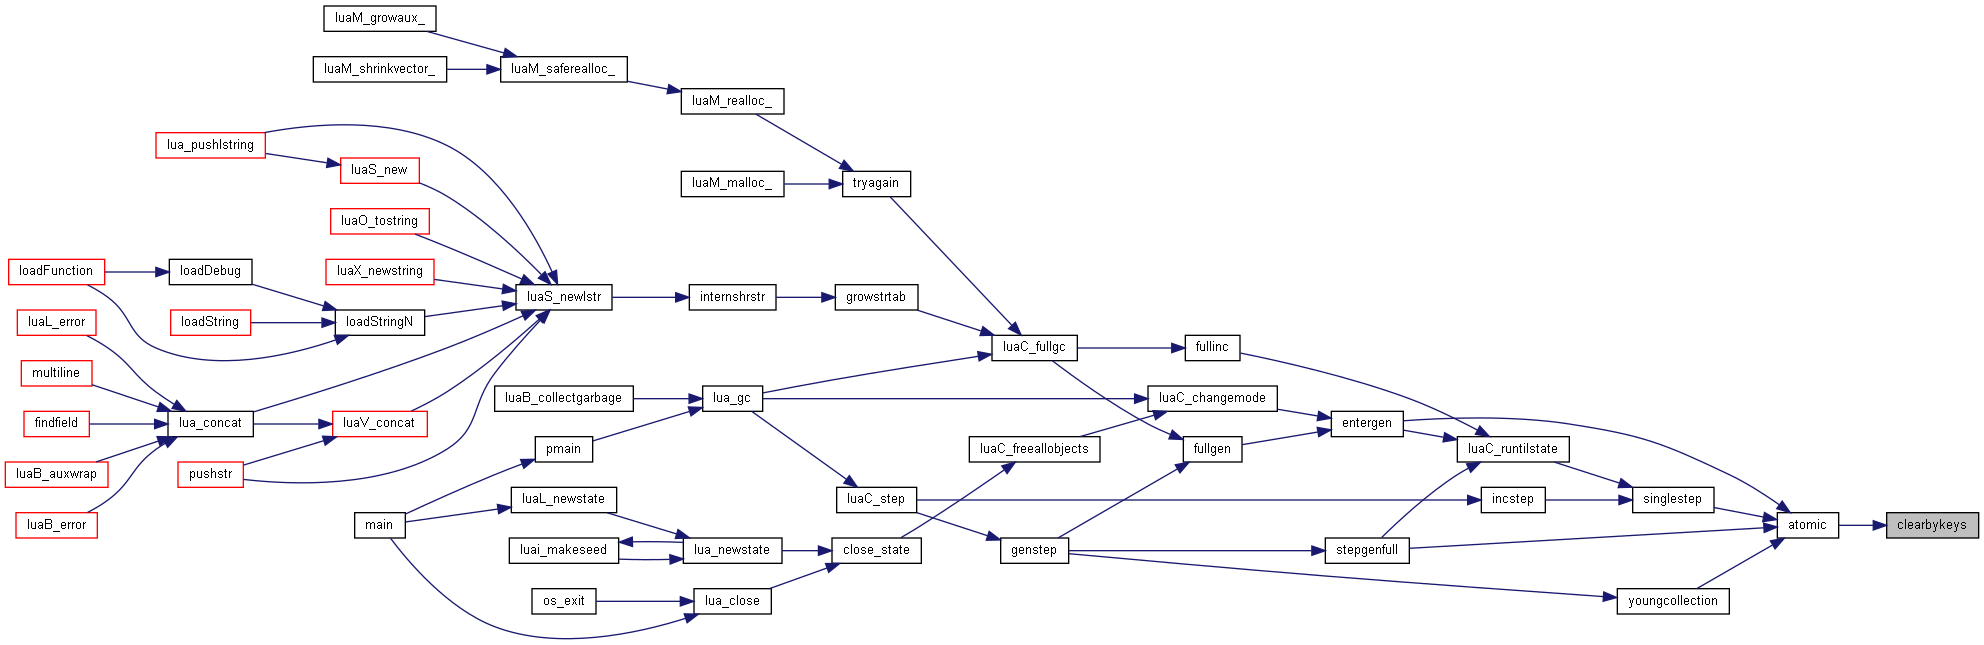 luaM_growaux_
luaM_shrinkvector_
luaM_saferealloc_
luaM_realloc_
lua_pushlstring
luaS_new
luaM_malloc_
tryagain
luaO_tostring
loadFunction
loadDebug
luaX_newstring
luaS_newlstr
internshrstr
growstrtab
luaL_error
loadString
loadStringN
luaC_fullgc
fullinc
multiline
luaB_collectgarbage
lua_gc
luaC_changemode
findfield
lua_concat
luaV_concat
entergen
luaB_auxwrap
pushstr
pmain
luaC_freeallobjects
fullgen
luaC_runtilstate
luaB_error
main
luaL_newstate
luaC_step
incstep
singlestep
atomic
clearbykeys
luai_makeseed
lua_newstate
close_state
genstep
stepgenfull
os_exit
lua_close
youngcollection